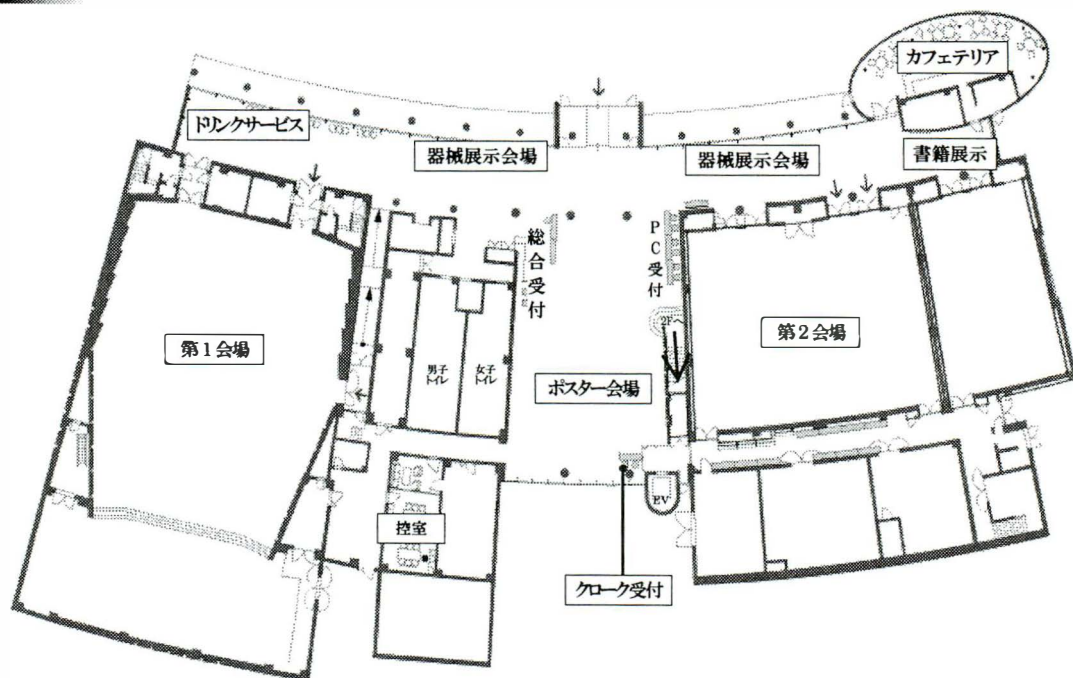 カフェテリア
ドリンクサービス
器械展示会場
器械展示会場
書籍展示
総合受付
PC受付
2Fへ
第1会場
第2会場
男子
トイレ
女子
トイレ
ポスター会場
EV
控室
クローク受付